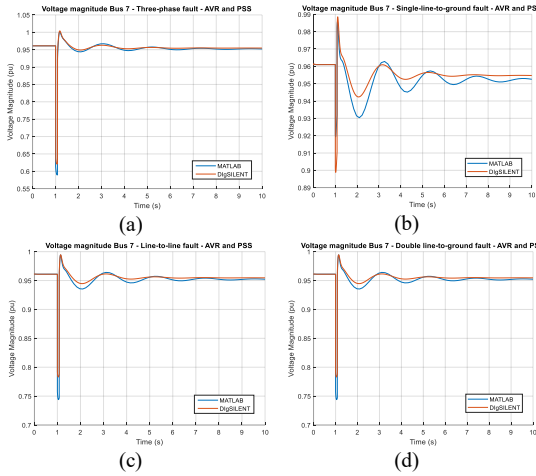 Voltage magnitude Bus 7 - Three-phase fault - AVR and PSS
Voltage Magnitude (pu)
1.05
1
0.95
0.9
0.85
0.8
0.75
0.7
0.65
0.6
0.55
MATLAB
DIgSILENT
0 1 2 3 4 5 6 7 8 9 10
Time (s)
(a)
Voltage magnitude Bus 7 - Single-line-to-ground fault - AVR and PS
Voltage Magnitude (pu)
0.99
0.98
0.97
0.96
0.95
0.94
0.93
0.92
0.91
0.9
0.89
MATLAB
DIgSILENT
0 1 2 3 4 5 6 7 8 9 10
Time (s)
(b)
Voltage magnitude Bus 7 - Line-to-line fault - AVR and PSS
Voltage Magnitude (pu)
1
0.95
0.9
0.85
0.8
0.75
0.7
MATLAB
DIgSILENT
0 1 2 3 4 5 6 7 8 9 10
Time (s)
(c)
Voltage magnitude Bus 7 - Double line-to-ground fault - AVR and PS
Voltage Magnitude (pu)
1
0.95
0.9
0.85
0.8
0.75
0.7
MATLAB
DIgSILENT
0 1 2 3 4 5 6 7 8 9 10
Time (s)
(d)